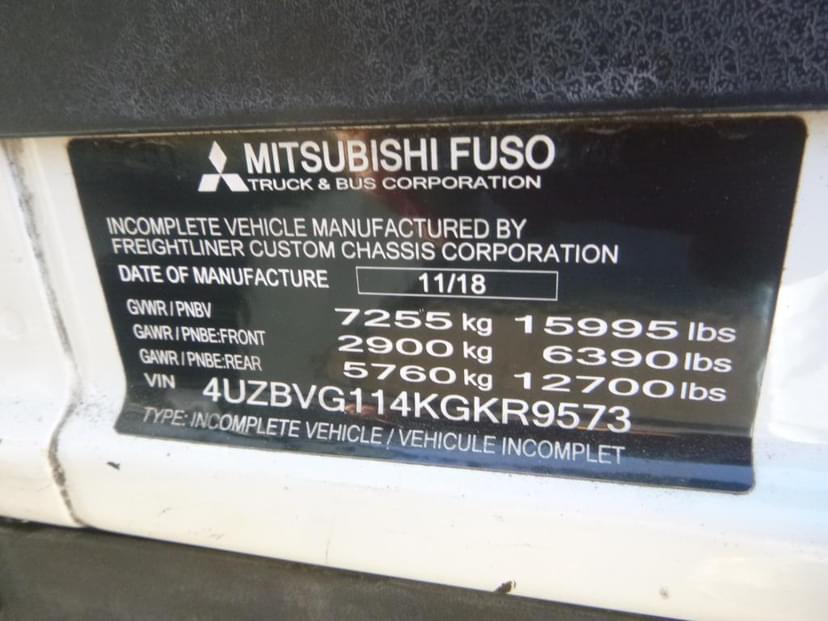 MITSUBISHI FUSO
TRUCK & BUS CORPORATION
INCOMPLETE VEHICLE MANUFACTURED BY
FREIGHTLINER CUSTOM CHASSIS CORPORATION
DATE OF MANUFACTURE 11/18
GVWR / PNBV 7255 kg 15995 lbs
GAWR / PNBE:FRONT 2900 kg 6390 lbs
GAWR / PNBE:REAR 5760 kg 12700 lbs
VIN 4UZBVG114KGKR9573
TYPE: INCOMPLETE VEHICLE / VEHICULE INCOMPLET